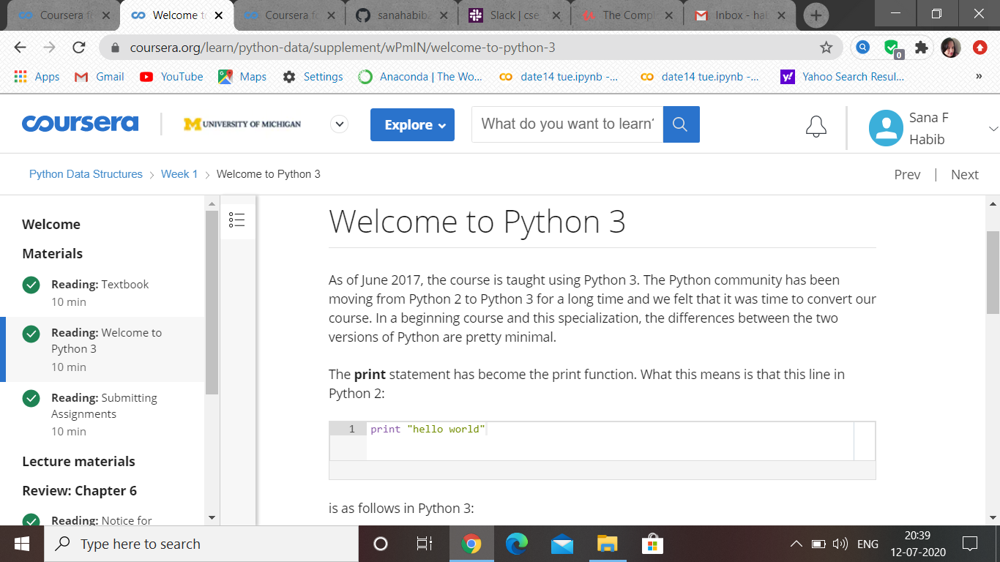 Coursera f
Welcome to
Coursera fo
sanahabib
Slack | cse
The Compl
Inbox - hab
coursera.org/learn/python-data/supplement/wPmIN/welcome-to-python-3
0
Apps
Gmail
YouTube
Maps
Settings
Anaconda | The Wo...
date14 tue.ipynb -...
date14 tue.ipynb -...
Yahoo Search Resul...
»
coursera
UNIVERSITY OF MICHIGAN
Explore
What do you want to learn?
Sana F
Habib
Python Data Structures > Week 1 > Welcome to Python 3
Prev | Next
Welcome
Materials
Reading: Textbook
10 min
Reading: Welcome to
Python 3
10 min
Reading: Submitting
Assignments
10 min
Lecture materials
Review: Chapter 6
Reading: Notice for
Welcome to Python 3
As of June 2017, the course is taught using Python 3. The Python community has been
moving from Python 2 to Python 3 for a long time and we felt that it was time to convert our
course. In a beginning course and this specialization, the differences between the two
versions of Python are pretty minimal.
The print statement has become the print function. What this means is that this line in
Python 2:
1 print "hello world"
is as follows in Python 3:
Type here to search
ENG
20:39
12-07-2020